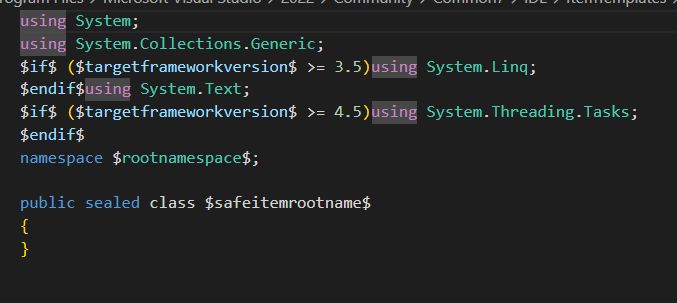 rogram Files > Microsoft Visual Studio > 2022 > Community > Common7 > IDE > ItemTemplates >
using System;
using System.Collections.Generic;
$if$ ($targetframeworkversion$ >= 3.5)using System.Linq;
$endif$using System.Text;
$if$ ($targetframeworkversion$ >= 4.5)using System.Threading.Tasks;
$endif$
namespace $rootnamespace$;
public sealed class $safeitemrootname$
{
}